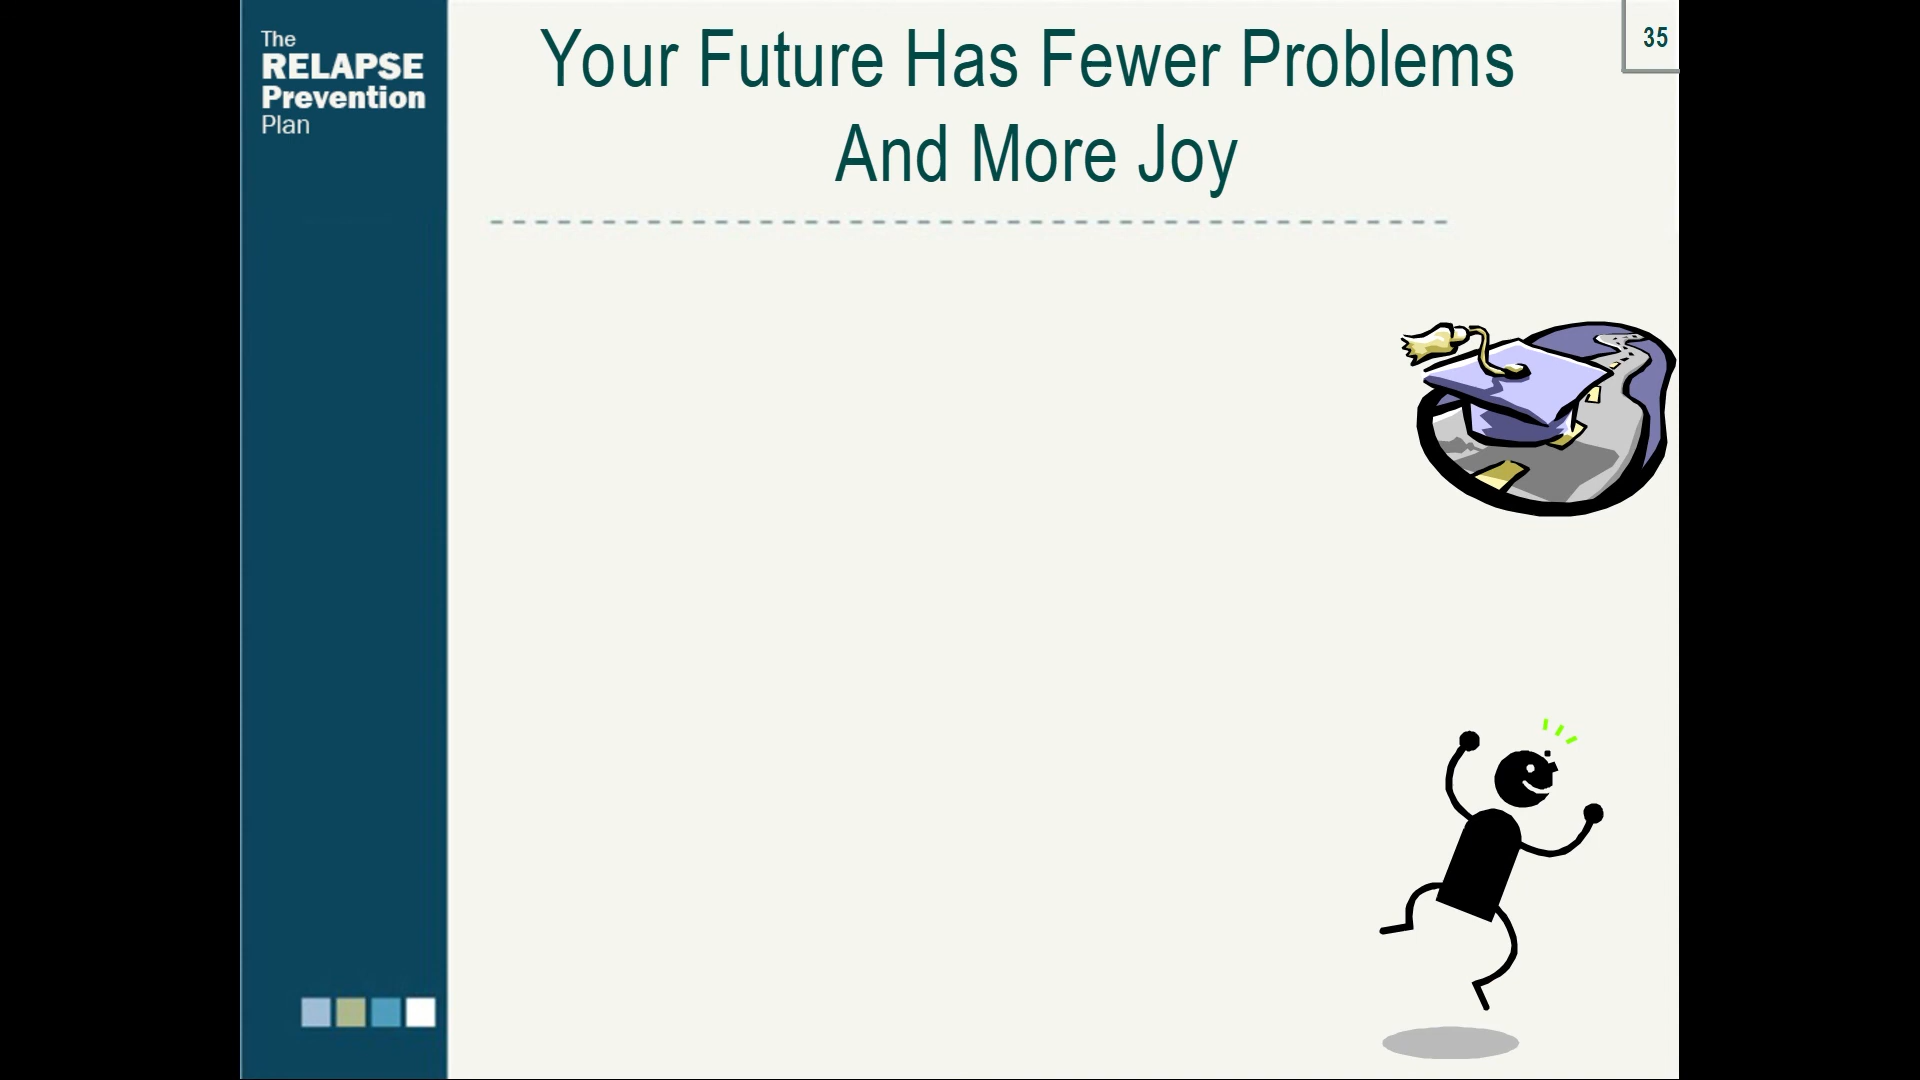 The
RELAPSE
Prevention
Plan
Your Future Has Fewer Problems
And More Joy
35